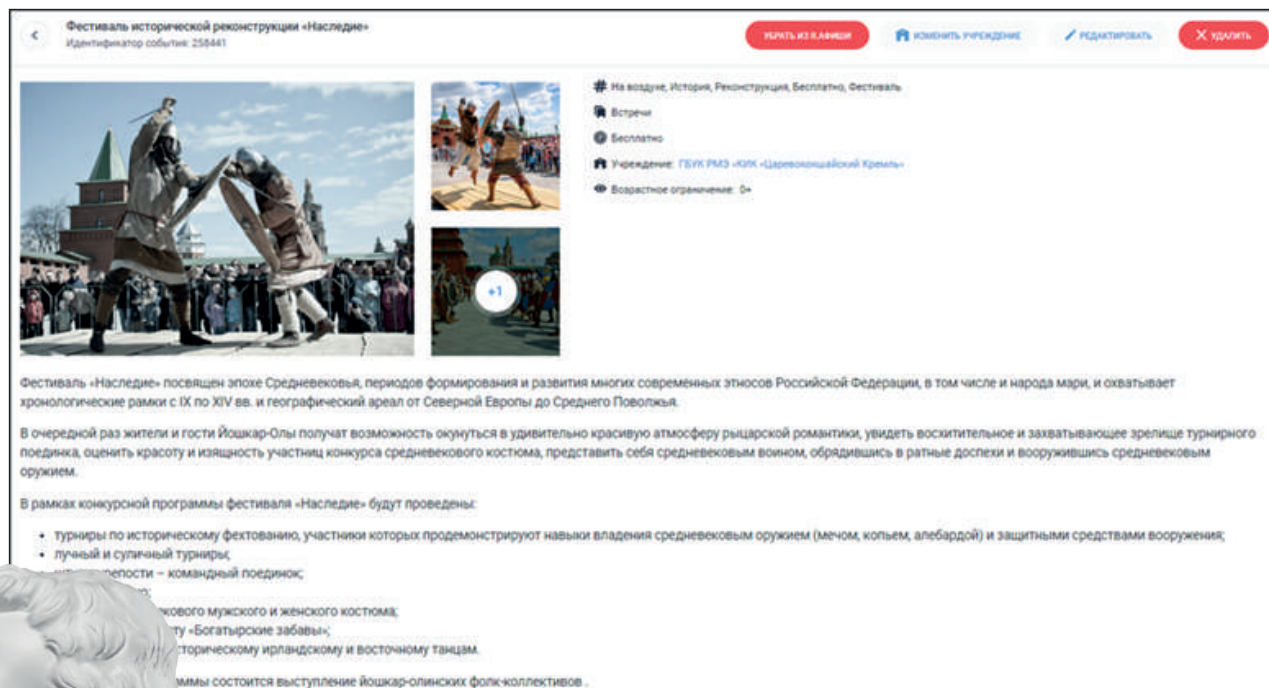 Фестиваль исторической реконструкции «Наследие»
Идентификатор события: 258441
УБРАТЬ ИЗ Я.АФИШИ
ИЗМЕНИТЬ УЧРЕЖДЕНИЕ
РЕДАКТИРОВАТЬ
УДАЛИТЬ
# На воздухе, История, Реконструкция, Бесплатно, Фестиваль
Встречи
Бесплатно
Учреждение: ГБУК РМЭ «КИК «Царевококшайский Кремль»
Возрастное ограничение: 0+
+1
Фестиваль «Наследие» посвящен эпохе Средневековья, периодов формирования и развития многих современных этносов Российской Федерации, в том числе и народа мари, и охватывает
хронологические рамки с IX по XIV вв. и географический ареал от Северной Европы до Среднего Поволжья.
В очередной раз жители и гости Йошкар-Олы получат возможность окунуться в удивительно красивую атмосферу рыцарской романтики, увидеть восхитительное и захватывающее зрелище турнирного
поединка, оценить красоту и изящность участниц конкурса средневекового костюма, представить себя средневековым воином, обрядившись в ратные доспехи и вооружившись средневековым
оружием.
В рамках конкурсной программы фестиваля «Наследие» будут проведены:
• турниры по историческому фехтованию, участники которых продемонстрируют навыки владения средневековым оружием (мечом, копьем, алебардой) и защитными средствами вооружения;
• лучный и суличный турниры;
– командный поединок;
мужского и женского костюма;
«Богатырские забавы»;
ирландскому и восточному танцам.
состоится выступление йошкар-олинских фолк-коллективов .